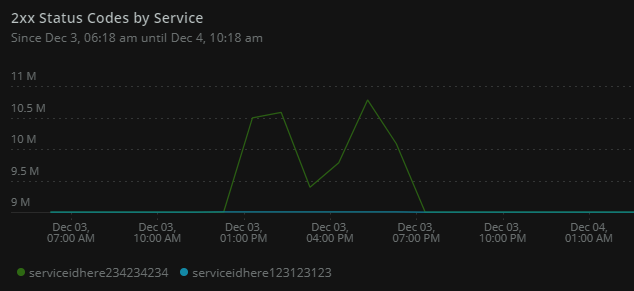 2xx Status Codes by Service
Since Dec 3, 06:18 am until Dec 4, 10:18 am
11 M
10.5 M
10 M
9.5 M
9 M
Dec 03, 07:00 AM
Dec 03, 10:00 AM
Dec 03, 01:00 PM
Dec 03, 04:00 PM
Dec 03, 07:00 PM
Dec 03, 10:00 PM
Dec 04, 01:00 AM
serviceidhere234234234
serviceidhere123123123